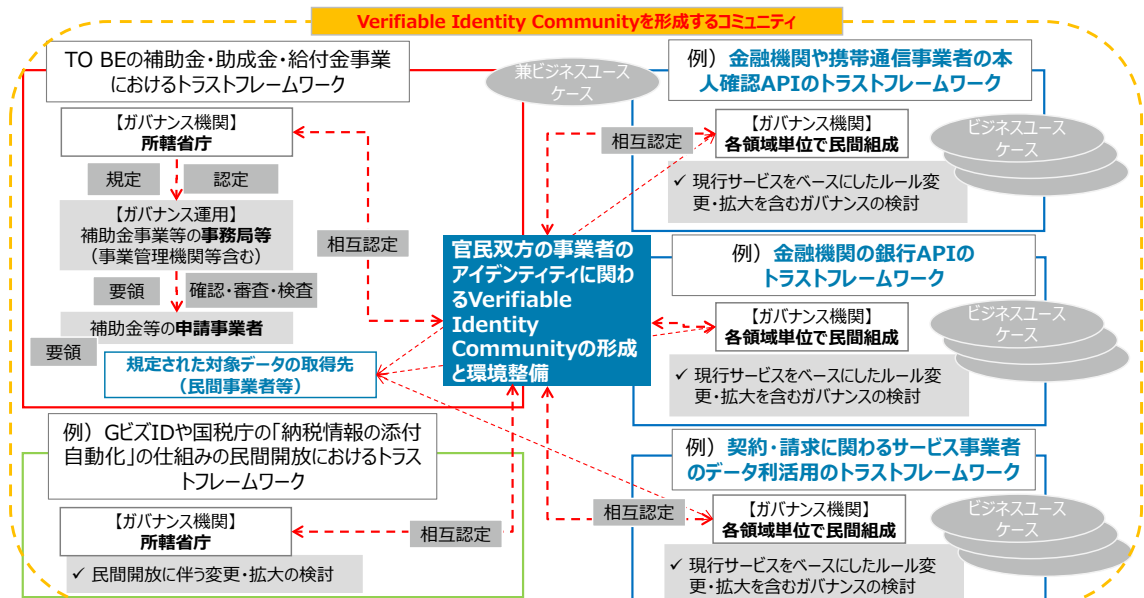 Verifiable Identity Communityを形成するコミュニティ
TO BEの補助金・助成金・給付金事業
におけるトラストフレームワーク
兼ビジネスユース
ケース
【ガバナンス機関】
所轄省庁
規定
認定
【ガバナンス運用】
補助金事業等の事務局等
（事業管理機関等含む）
要領
確認・審査・検査
補助金等の申請事業者
要領
規定された対象データの取得先
（民間事業者等）
相互認定
例）GビズIDや国税庁の「納税情報の添付
自動化」の仕組みの民間開放におけるトラス
トフレームワーク
【ガバナンス機関】
所轄省庁
✓ 民間開放に伴う変更・拡大の検討
相互認定
官民双方の事業者の
アイデンティティに関わ
るVerifiable
Identity
Communityの形成
と環境整備
例）金融機関や携帯通信事業者の本
人確認APIのトラストフレームワーク
相互認定
【ガバナンス機関】
各領域単位で民間組成
ビジネスユース
ケース
✓ 現行サービスをベースにしたルール変
更・拡大を含むガバナンスの検討
例）金融機関の銀行APIの
トラストフレームワーク
【ガバナンス機関】
各領域単位で民間組成
ビジネスユース
ケース
✓ 現行サービスをベースにしたルール変
更・拡大を含むガバナンスの検討
例）契約・請求に関わるサービス事業者
のデータ利活用のトラストフレームワーク
相互認定
【ガバナンス機関】
各領域単位で民間組成
ビジネスユース
ケース
✓ 現行サービスをベースにしたルール変
更・拡大を含むガバナンスの検討